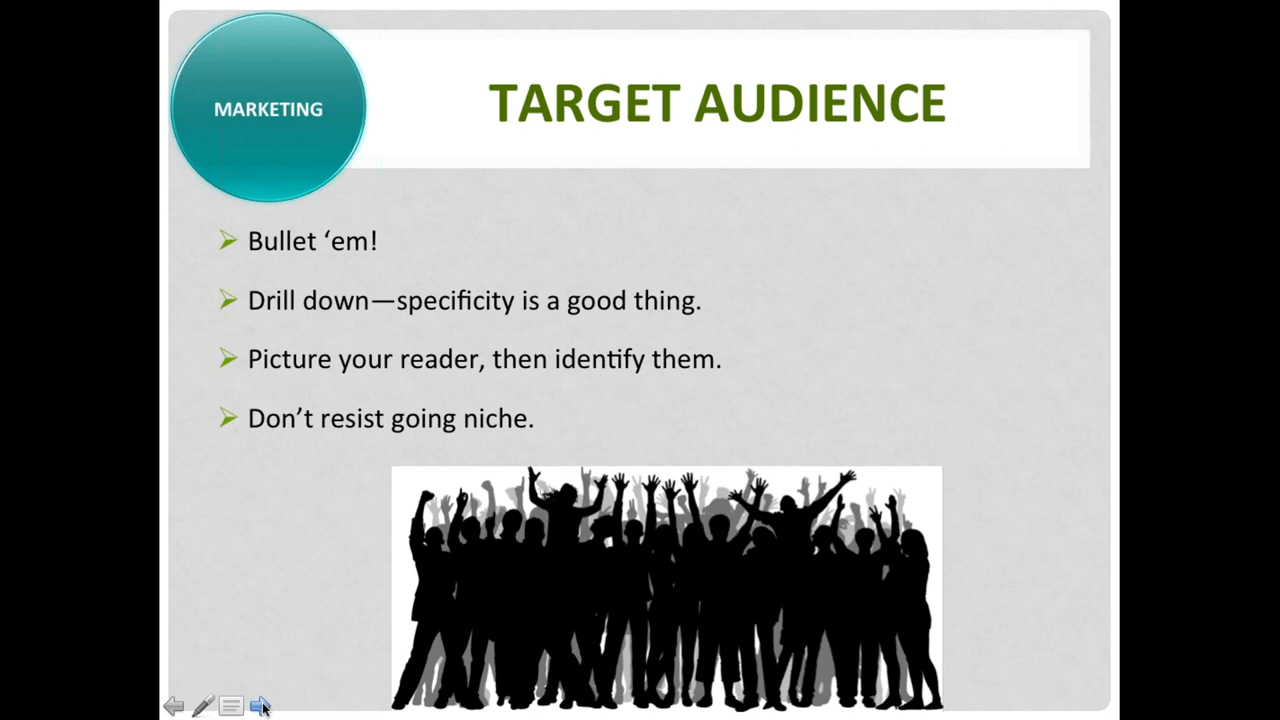 MARKETING
TARGET AUDIENCE
Bullet ‘em!
Drill down—specificity is a good thing.
Picture your reader, then identify them.
Don’t resist going niche.